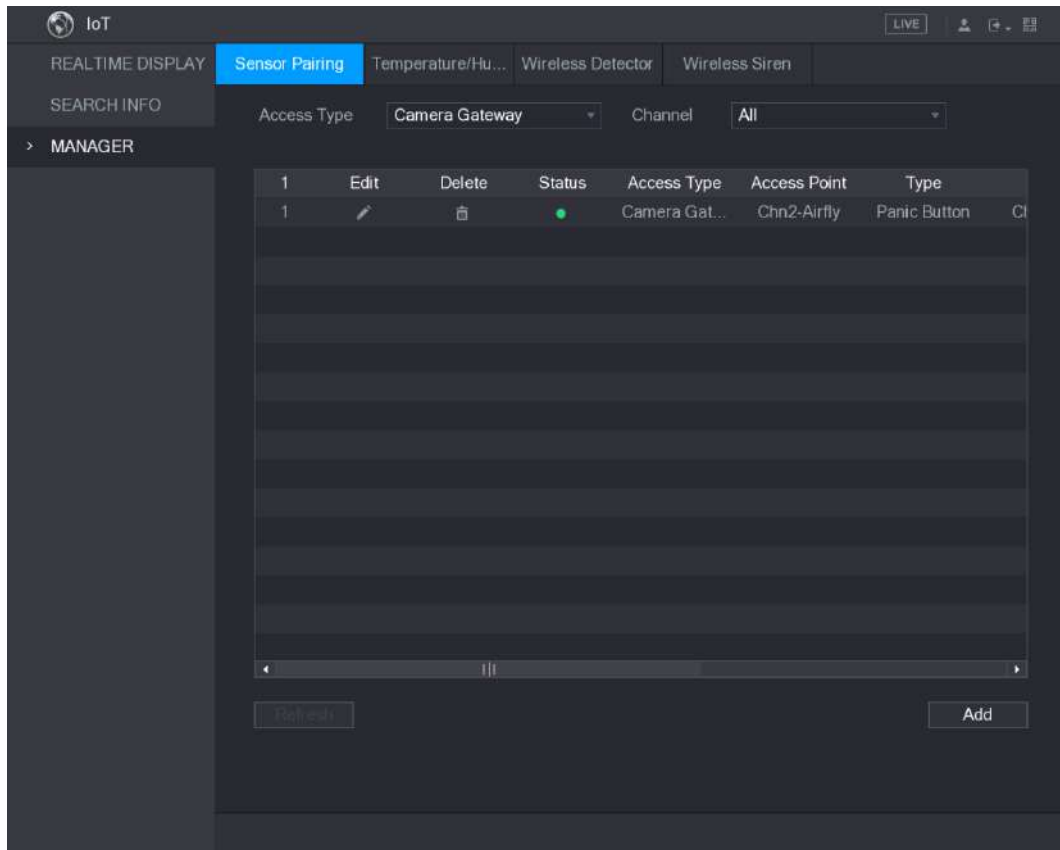 IoT LIVE
REALTIME DISPLAY
SEARCH INFO
MANAGER
Sensor Pairing Temperature/Hu... Wireless Detector Wireless Siren
Access Type Camera Gateway Channel All
1 Edit Delete Status Access Type Access Point Type
1 Camera Gat... Chn2-Airfly Panic Button
Refresh Add